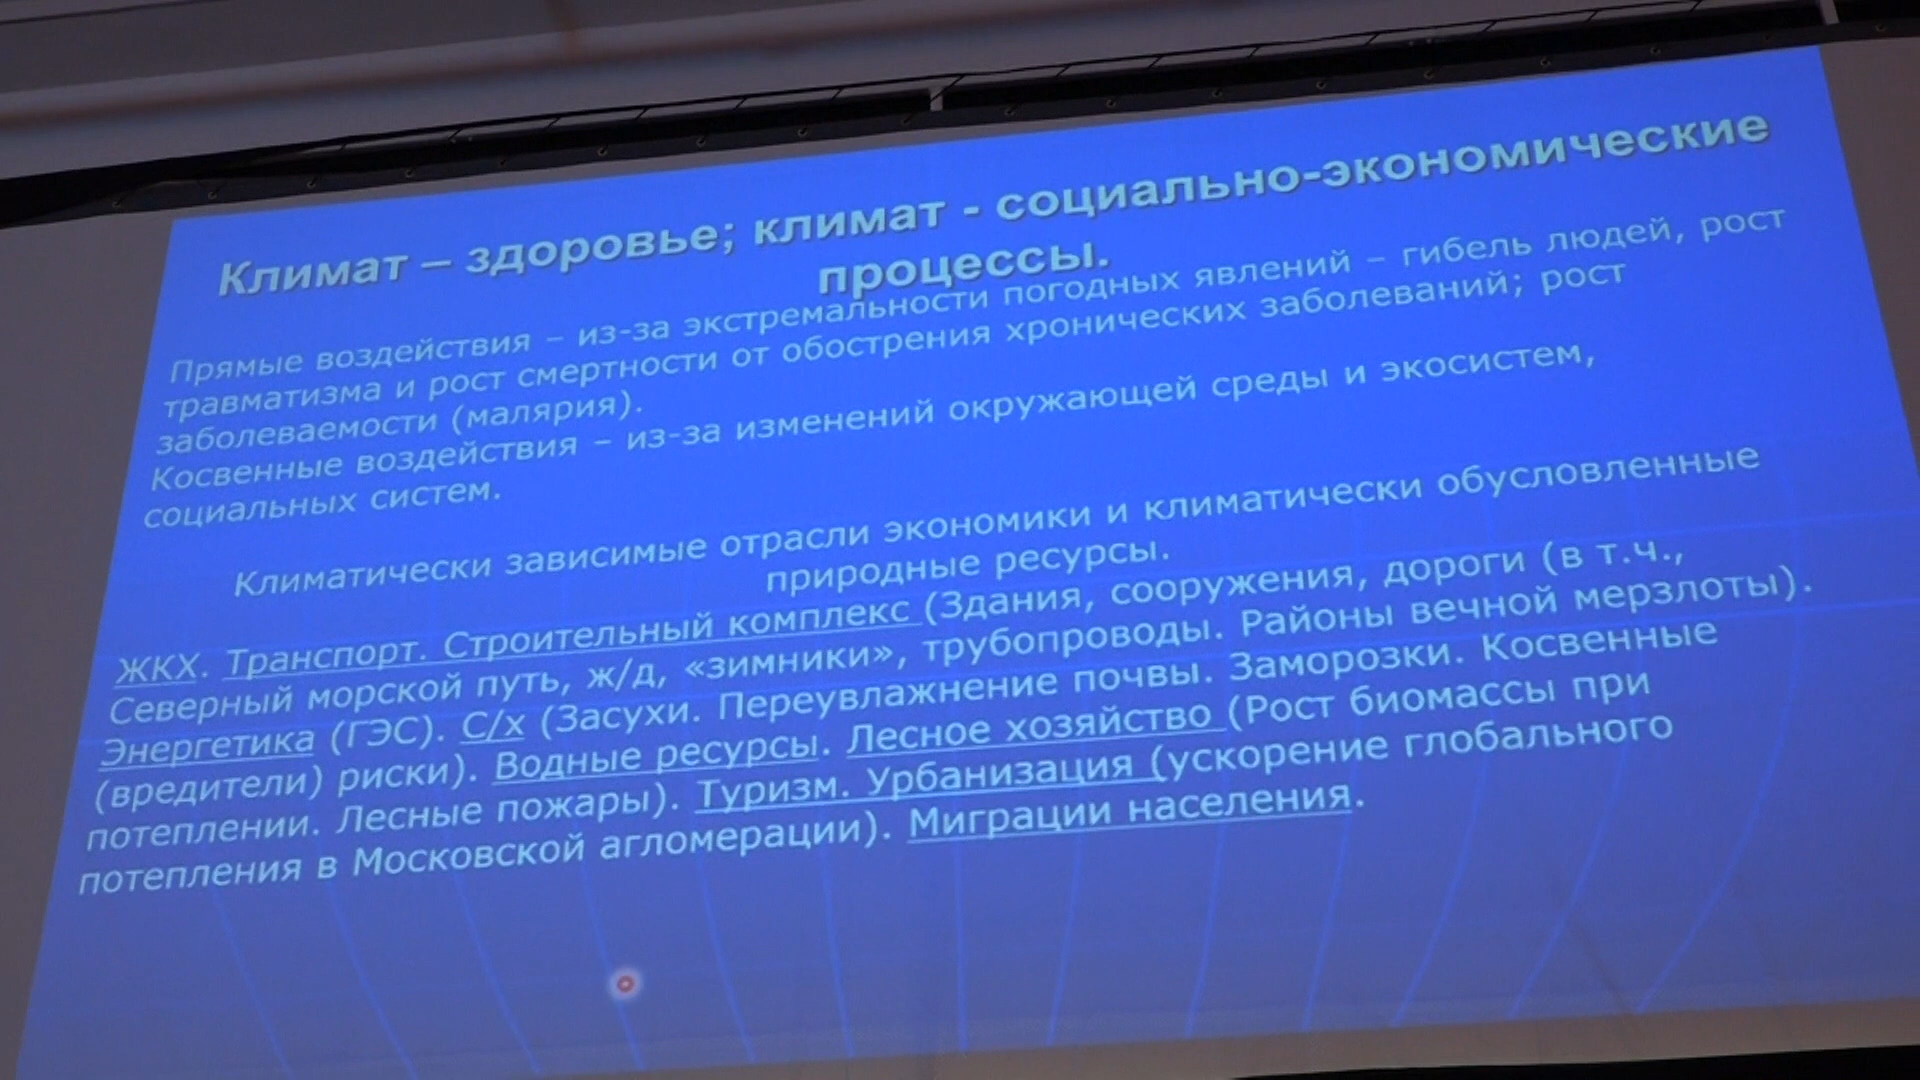 Климат – здоровье; климат - социально-экономические
процессы.
Прямые воздействия – из-за экстремальности погодных явлений – гибель людей, рост
травматизма и рост смертности от обострения хронических заболеваний; рост
заболеваемости (малярия).
Косвенные воздействия – из-за изменений окружающей среды и экосистем,
социальных систем.
Климатически зависимые отрасли экономики и климатически обусловленные
природные ресурсы.
ЖКХ. Транспорт. Строительный комплекс (Здания, сооружения, дороги (в т.ч.,
Северный морской путь, ж/д, «зимники», трубопроводы. Районы вечной мерзлоты).
Энергетика (ГЭС). С/х (Засухи. Переувлажнение почвы. Заморозки. Косвенные
(вредители) риски). Водные ресурсы. Лесное хозяйство (Рост биомассы при
потеплении. Лесные пожары). Туризм. Урбанизация (ускорение глобального
потепления в Московской агломерации). Миграции населения.